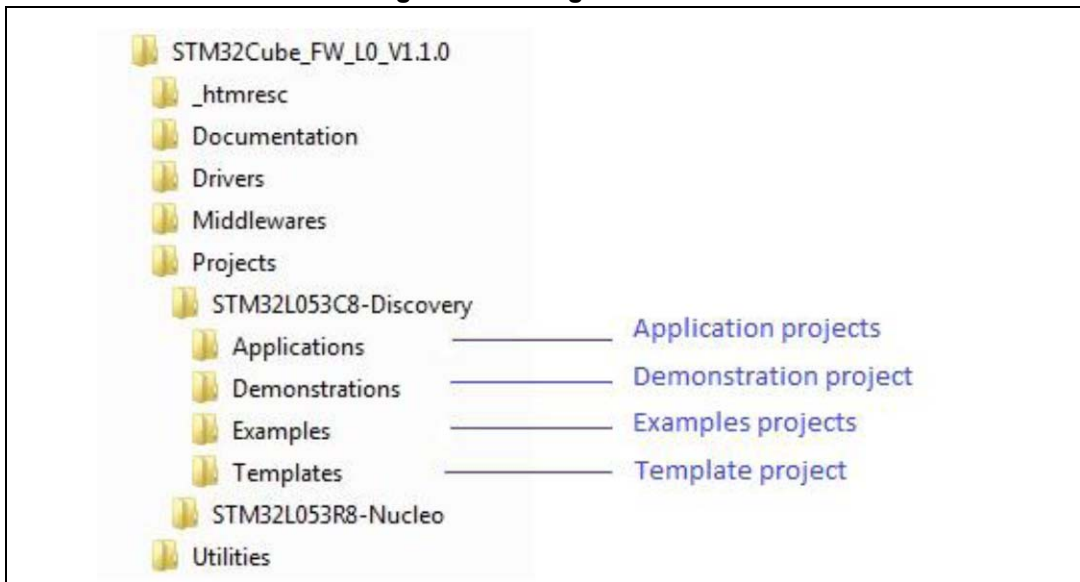 STM32Cube_FW_L0_V1.1.0
_htmresc
Documentation
Drivers
Middlewares
Projects
STM32L053C8-Discovery
Applications Application projects
Demonstrations Demonstration project
Examples Examples projects
Templates Template project
STM32L053R8-Nucleo
Utilities